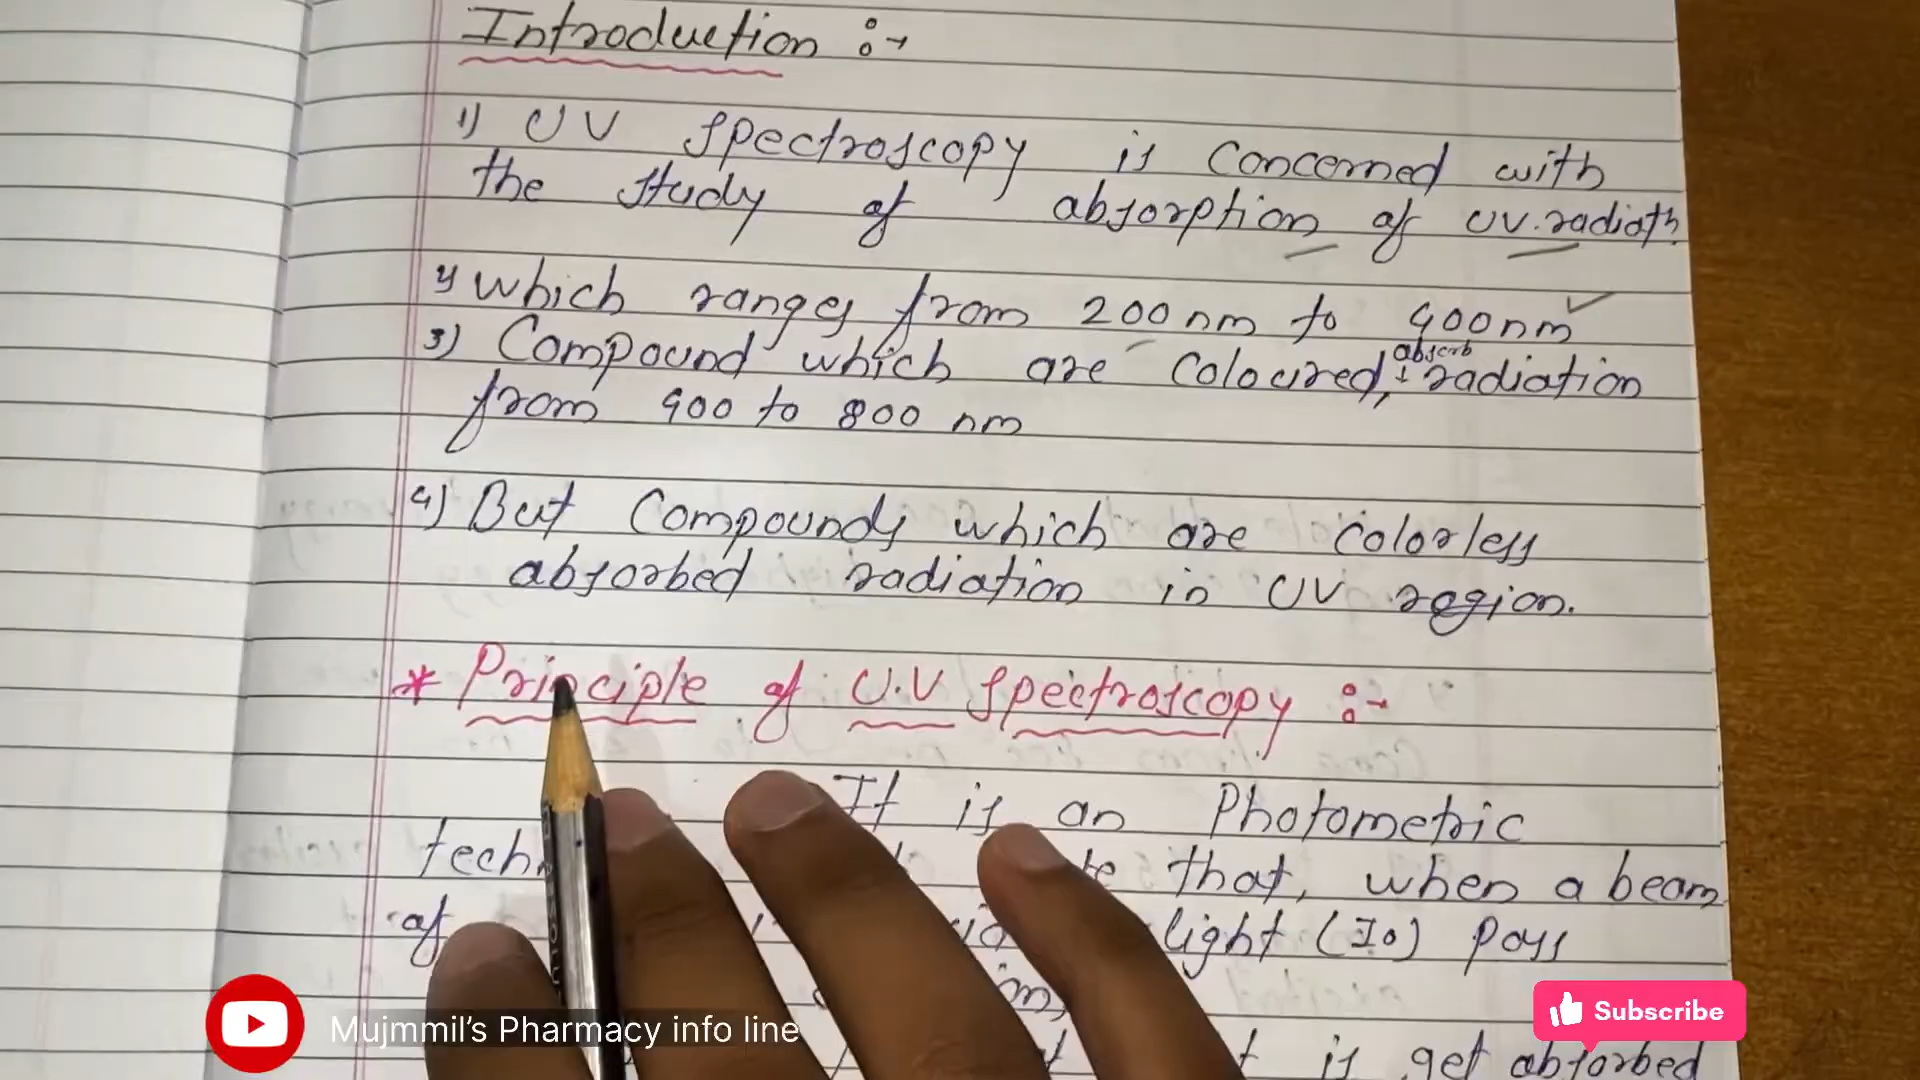 Introduction :-
1) UV Spectroscopy is Concerned with
the study of absorption of UV. radiatn.
2) which ranges from 200 nm to 400 nm
3) Compound which are coloured, absorb radiation
from 400 to 800 nm
4) But Compounds which are colorless
absorbed radiation in UV region.
* Principle of U.V Spectroscopy :-
It is an Photometric
that, when a beam
of light (I0) pass
is get absorbed
Mujmmil's Pharmacy info line
Subscribe